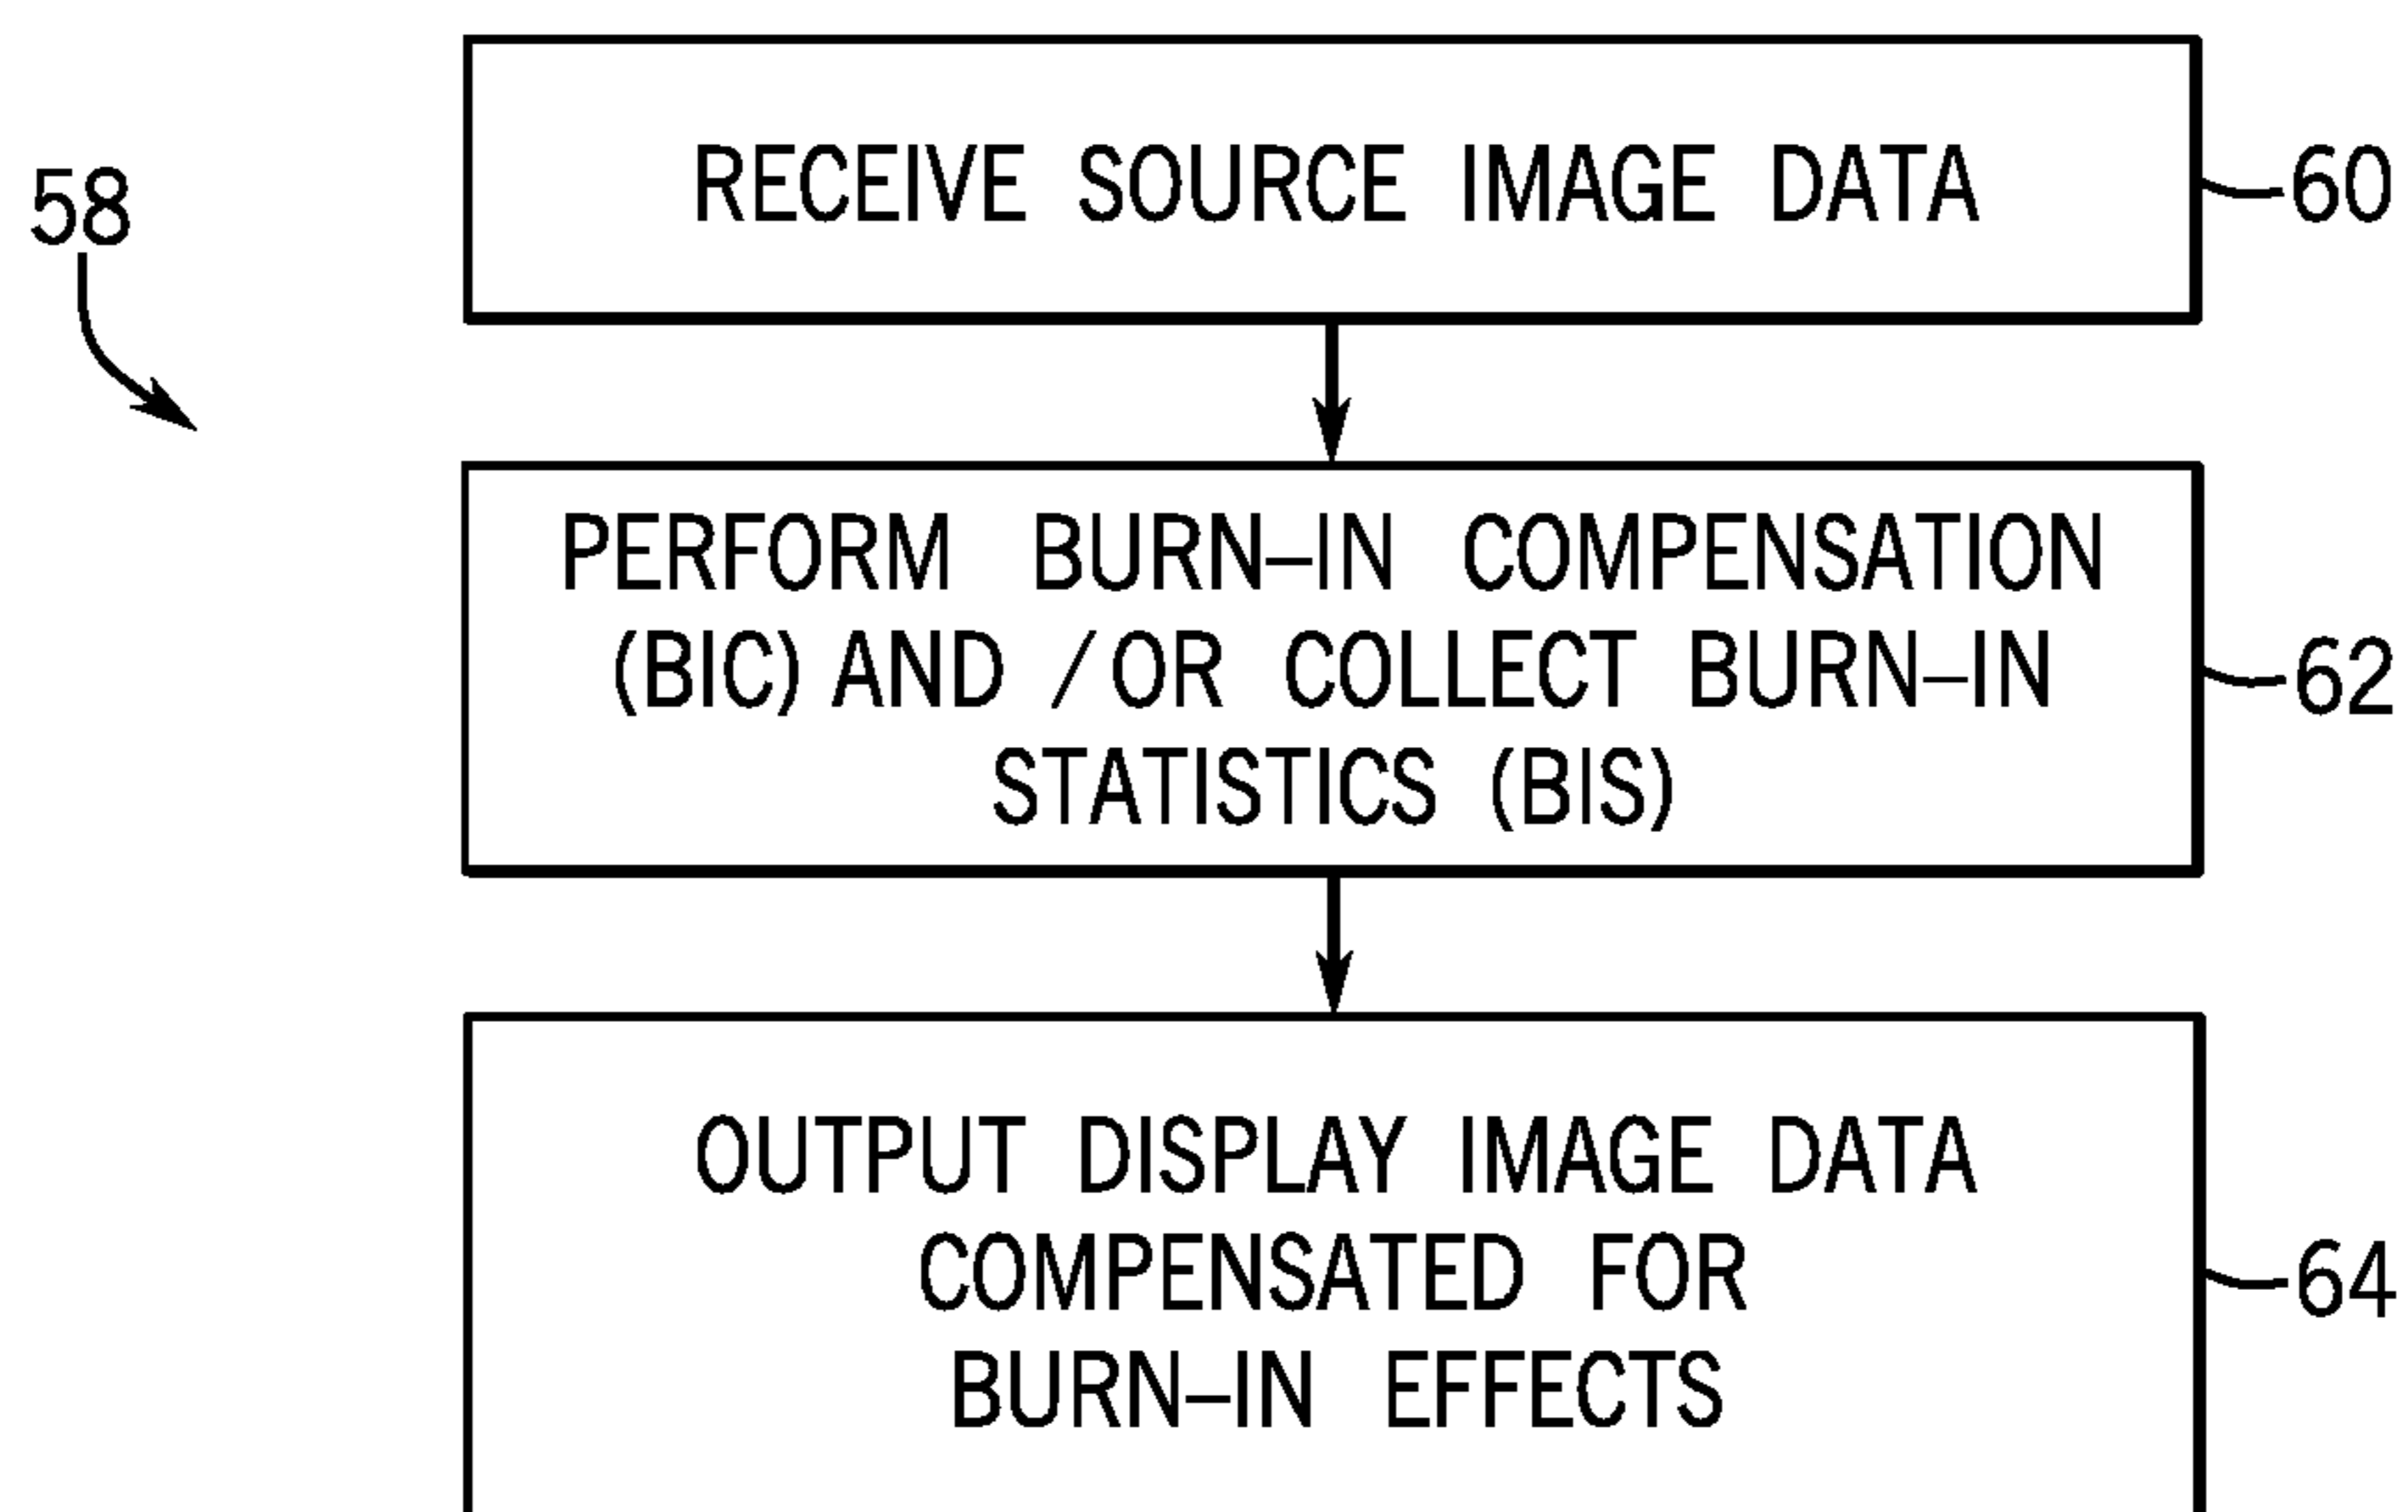 58
RECEIVE SOURCE IMAGE DATA
60
PERFORM BURN–IN COMPENSATION
(BIC) AND /OR COLLECT BURN–IN
STATISTICS (BIS)
62
OUTPUT DISPLAY IMAGE DATA
COMPENSATED FOR
BURN–IN EFFECTS
64